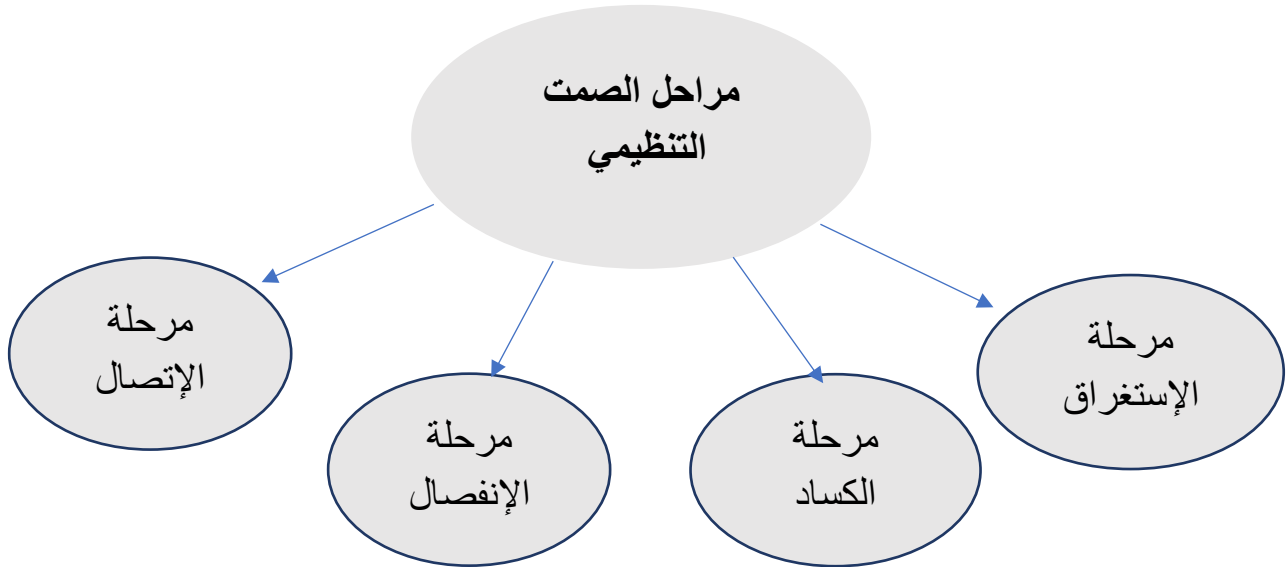 مراحل الصمت
التنظيمي
مرحلة
الإستغراق
مرحلة
الكساد
مرحلة
الإنفصال
مرحلة
الإتصال